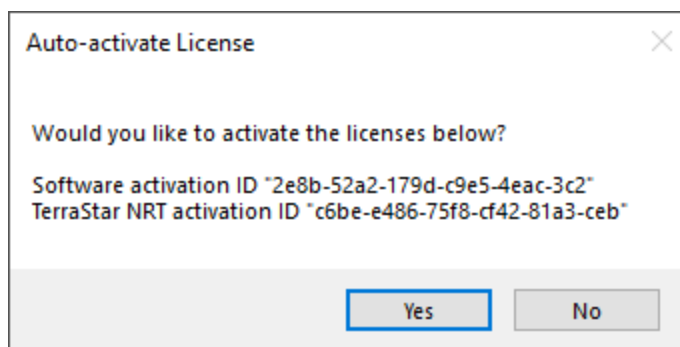 Auto-activate License
Would you like to activate the licenses below?
Software activation ID "2e8b-52a2-179d-c9e5-4eac-3c2"
TerraStar NRT activation ID "c6be-e486-75f8-cf42-81a3-ceb"
Yes
No